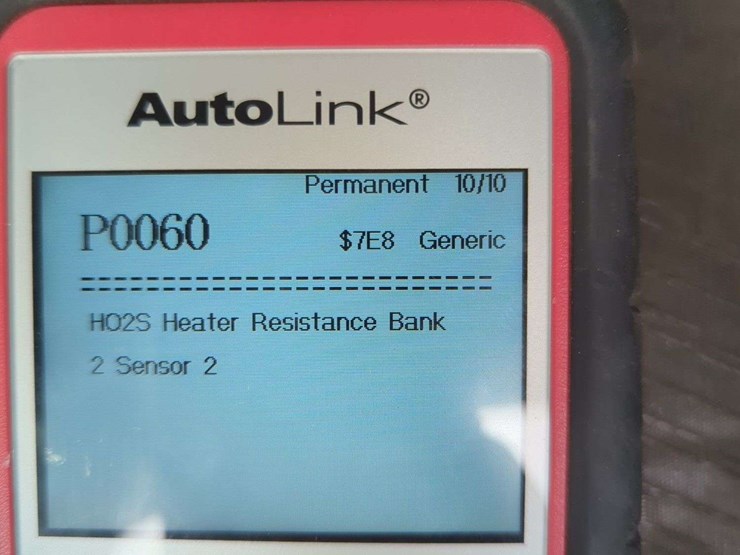 AutoLink®
Permanent 10/10
P0060 $7E8 Generic
==============================
HO2S Heater Resistance Bank
2 Sensor 2